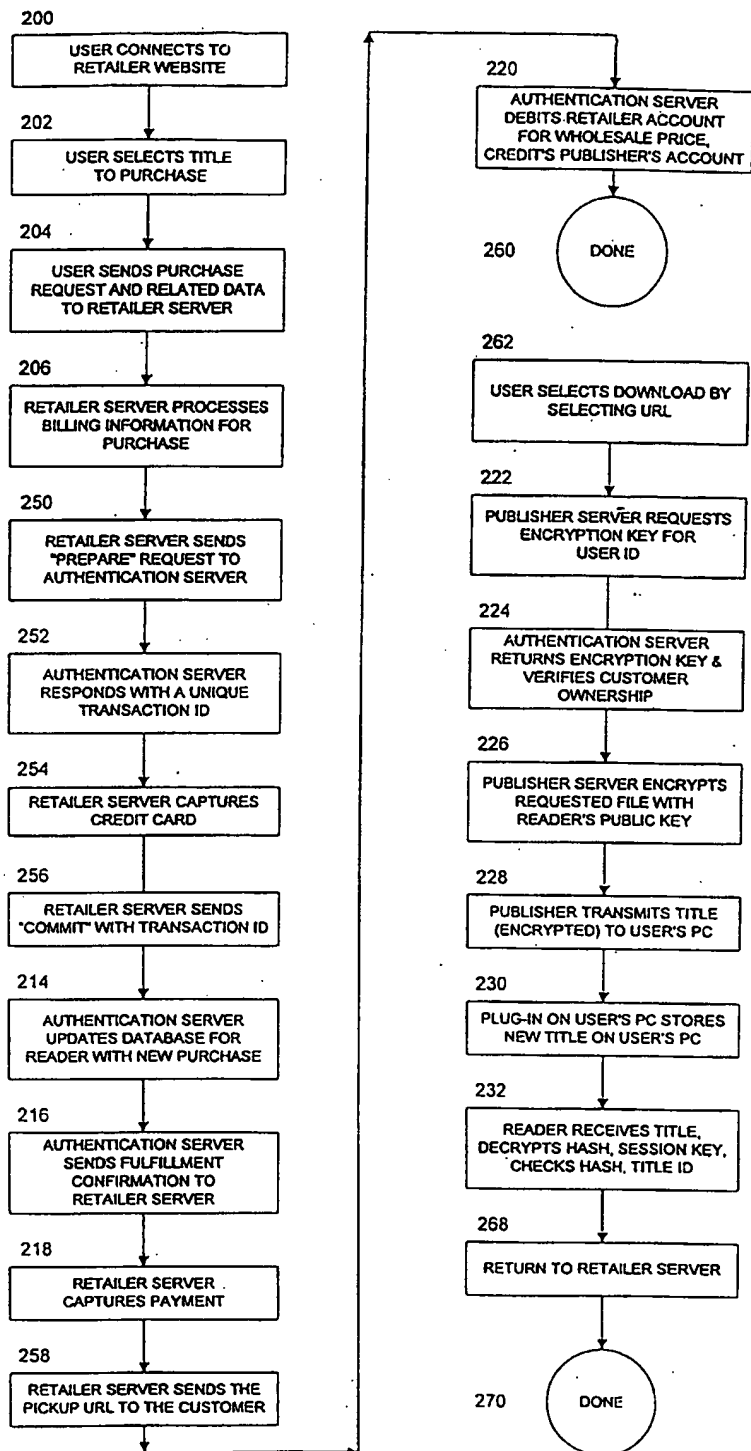 200
USER CONNECTS TO
RETAILER WEBSITE
202
USER SELECTS TITLE
TO PURCHASE
204
USER SENDS PURCHASE
REQUEST AND RELATED DATA
TO RETAILER SERVER
206
RETAILER SERVER PROCESSES
BILLING INFORMATION FOR
PURCHASE
250
RETAILER SERVER SENDS
"PREPARE" REQUEST TO
AUTHENTICATION SERVER
252
AUTHENTICATION SERVER
RESPONDS WITH A UNIQUE
TRANSACTION ID
254
RETAILER SERVER CAPTURES
CREDIT CARD
256
RETAILER SERVER SENDS
"COMMIT" WITH TRANSACTION ID
214
AUTHENTICATION SERVER
UPDATES DATABASE FOR
READER WITH NEW PURCHASE
216
AUTHENTICATION SERVER
SENDS FULFILLMENT
CONFIRMATION TO
RETAILER SERVER
218
RETAILER SERVER
CAPTURES PAYMENT
258
RETAILER SERVER SENDS THE
PICKUP URL TO THE CUSTOMER
220
AUTHENTICATION SERVER
DEBITS RETAILER ACCOUNT
FOR WHOLESALE PRICE,
CREDIT'S PUBLISHER'S ACCOUNT
260
DONE
262
USER SELECTS DOWNLOAD BY
SELECTING URL
222
PUBLISHER SERVER REQUESTS
ENCRYPTION KEY FOR
USER ID
224
AUTHENTICATION SERVER
RETURNS ENCRYPTION KEY &
VERIFIES CUSTOMER
OWNERSHIP
226
PUBLISHER SERVER ENCRYPTS
REQUESTED FILE WITH
READER'S PUBLIC KEY
228
PUBLISHER TRANSMITS TITLE
(ENCRYPTED) TO USER'S PC
230
PLUG-IN ON USER'S PC STORES
NEW TITLE ON USER'S PC
232
READER RECEIVES TITLE,
DECRYPTS HASH, SESSION KEY,
CHECKS HASH, TITLE ID
268
RETURN TO RETAILER SERVER
270
DONE